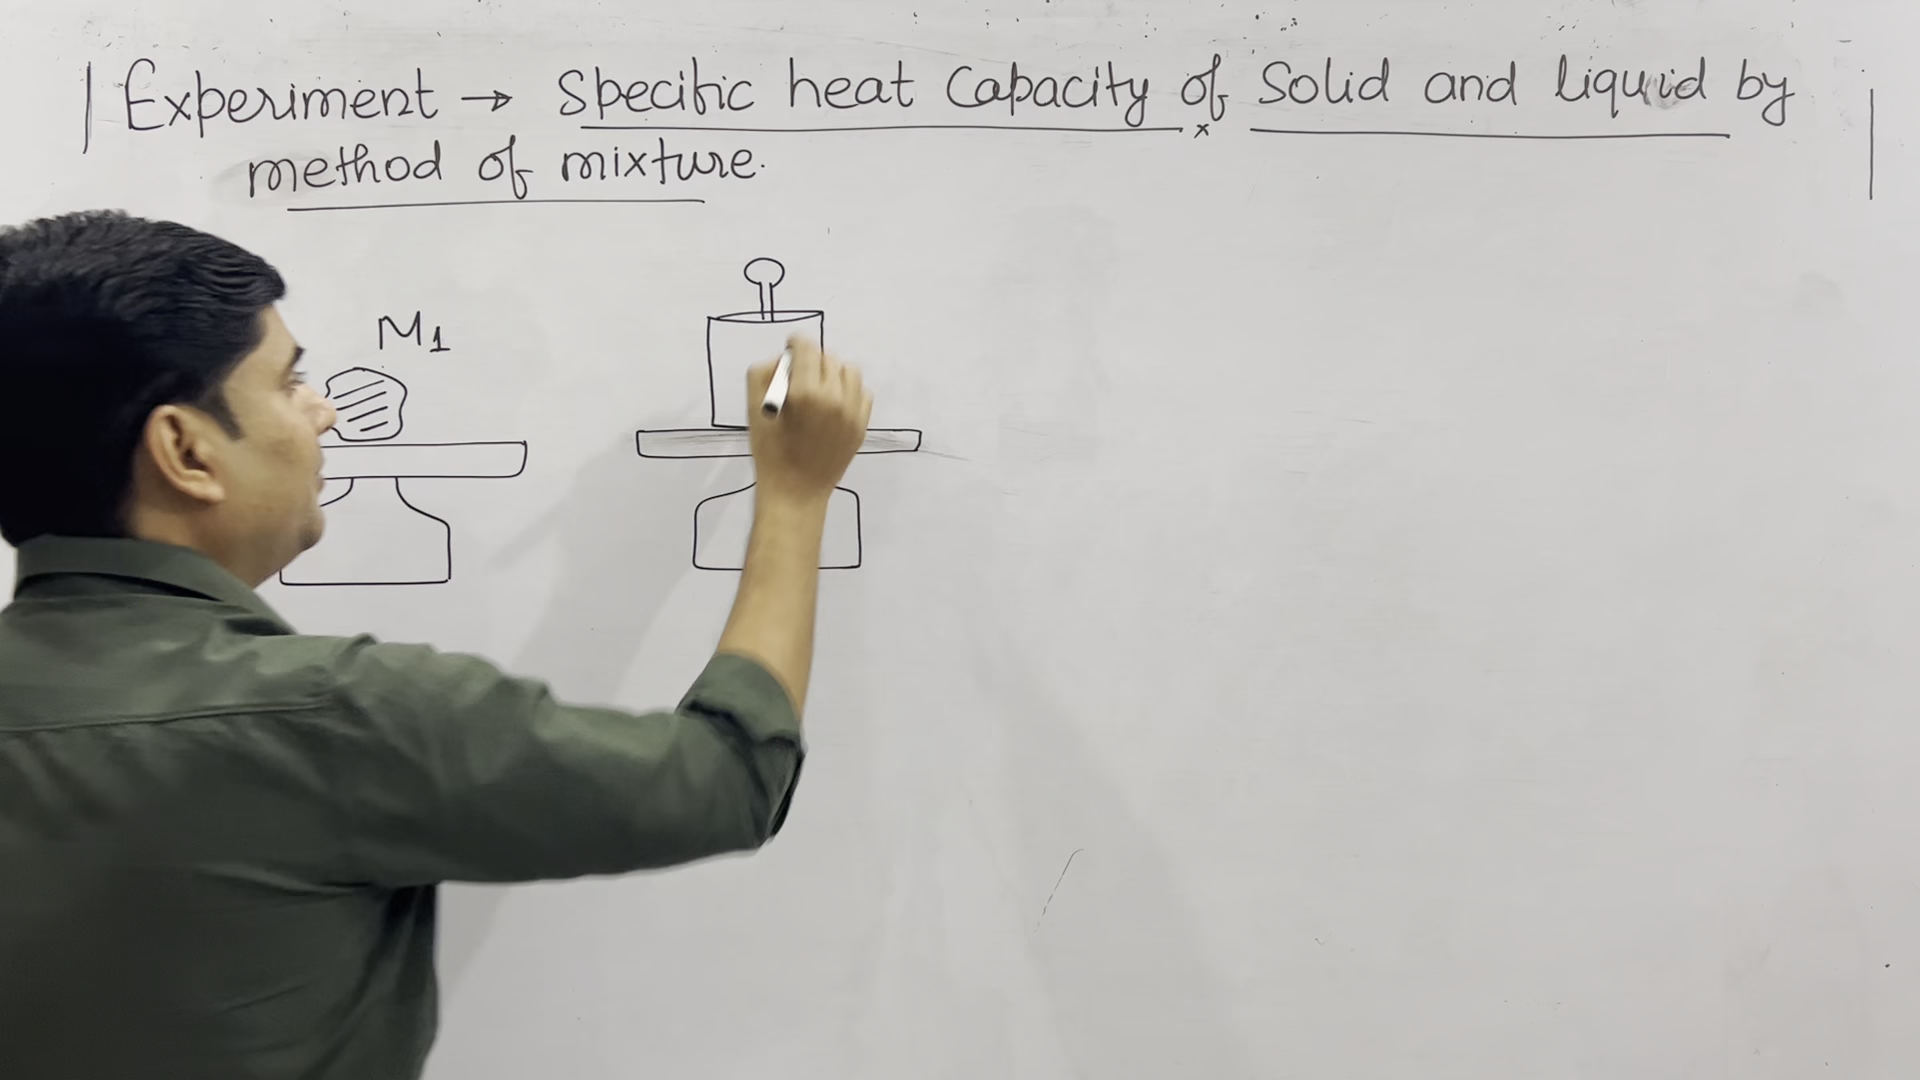 Experiment → Specific heat Capacity of Solid and liquid by
method of mixture.
M1